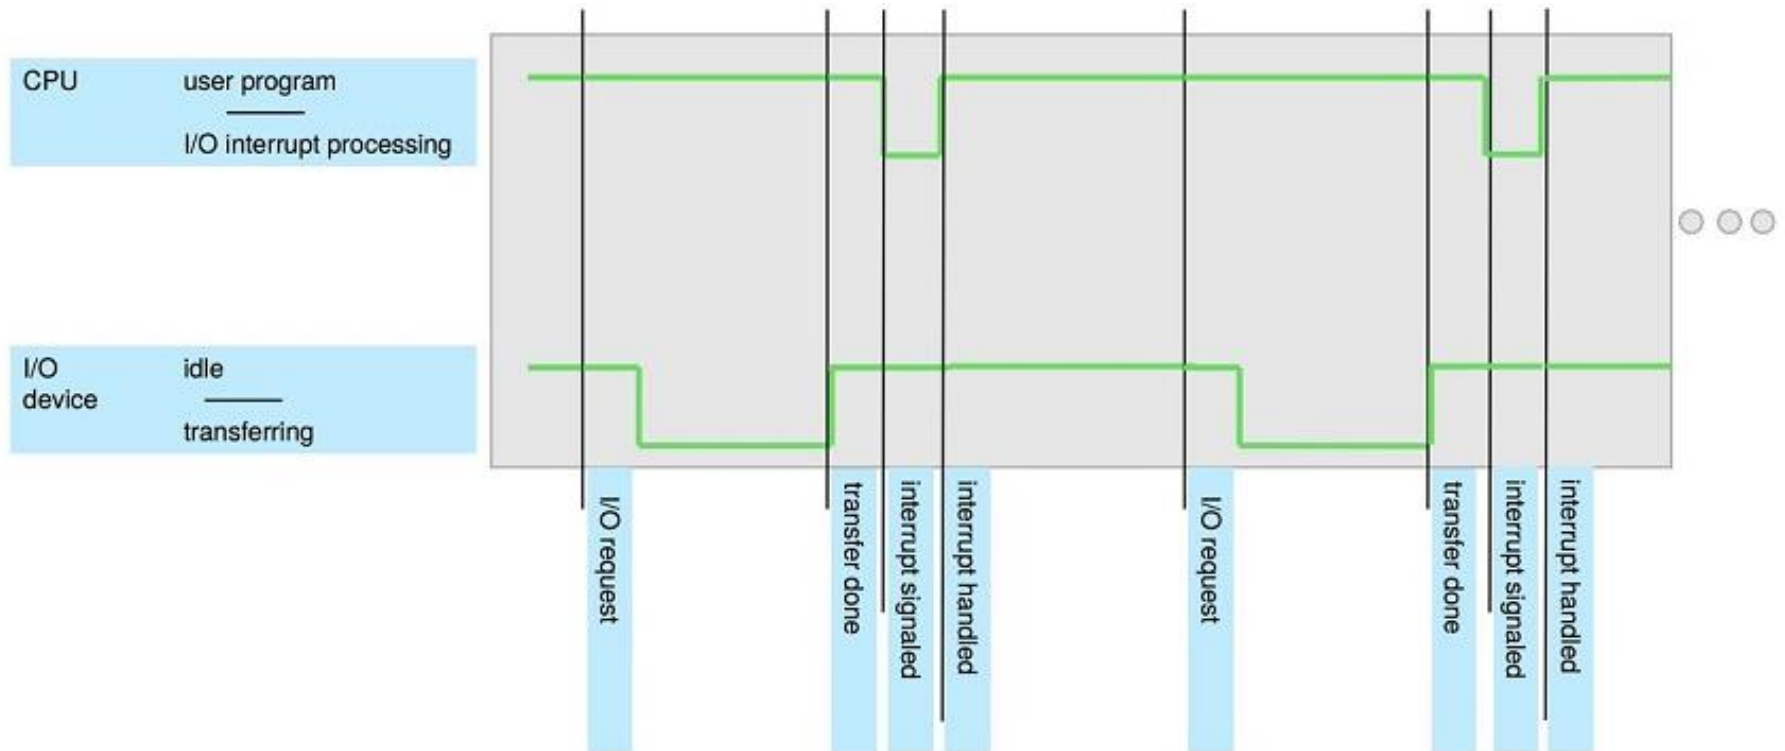 CPU
user program
I/O interrupt processing
I/O
device
idle
transferring
I/O request
transfer done
interrupt signaled
interrupt handled
I/O request
transfer done
interrupt signaled
interrupt handled